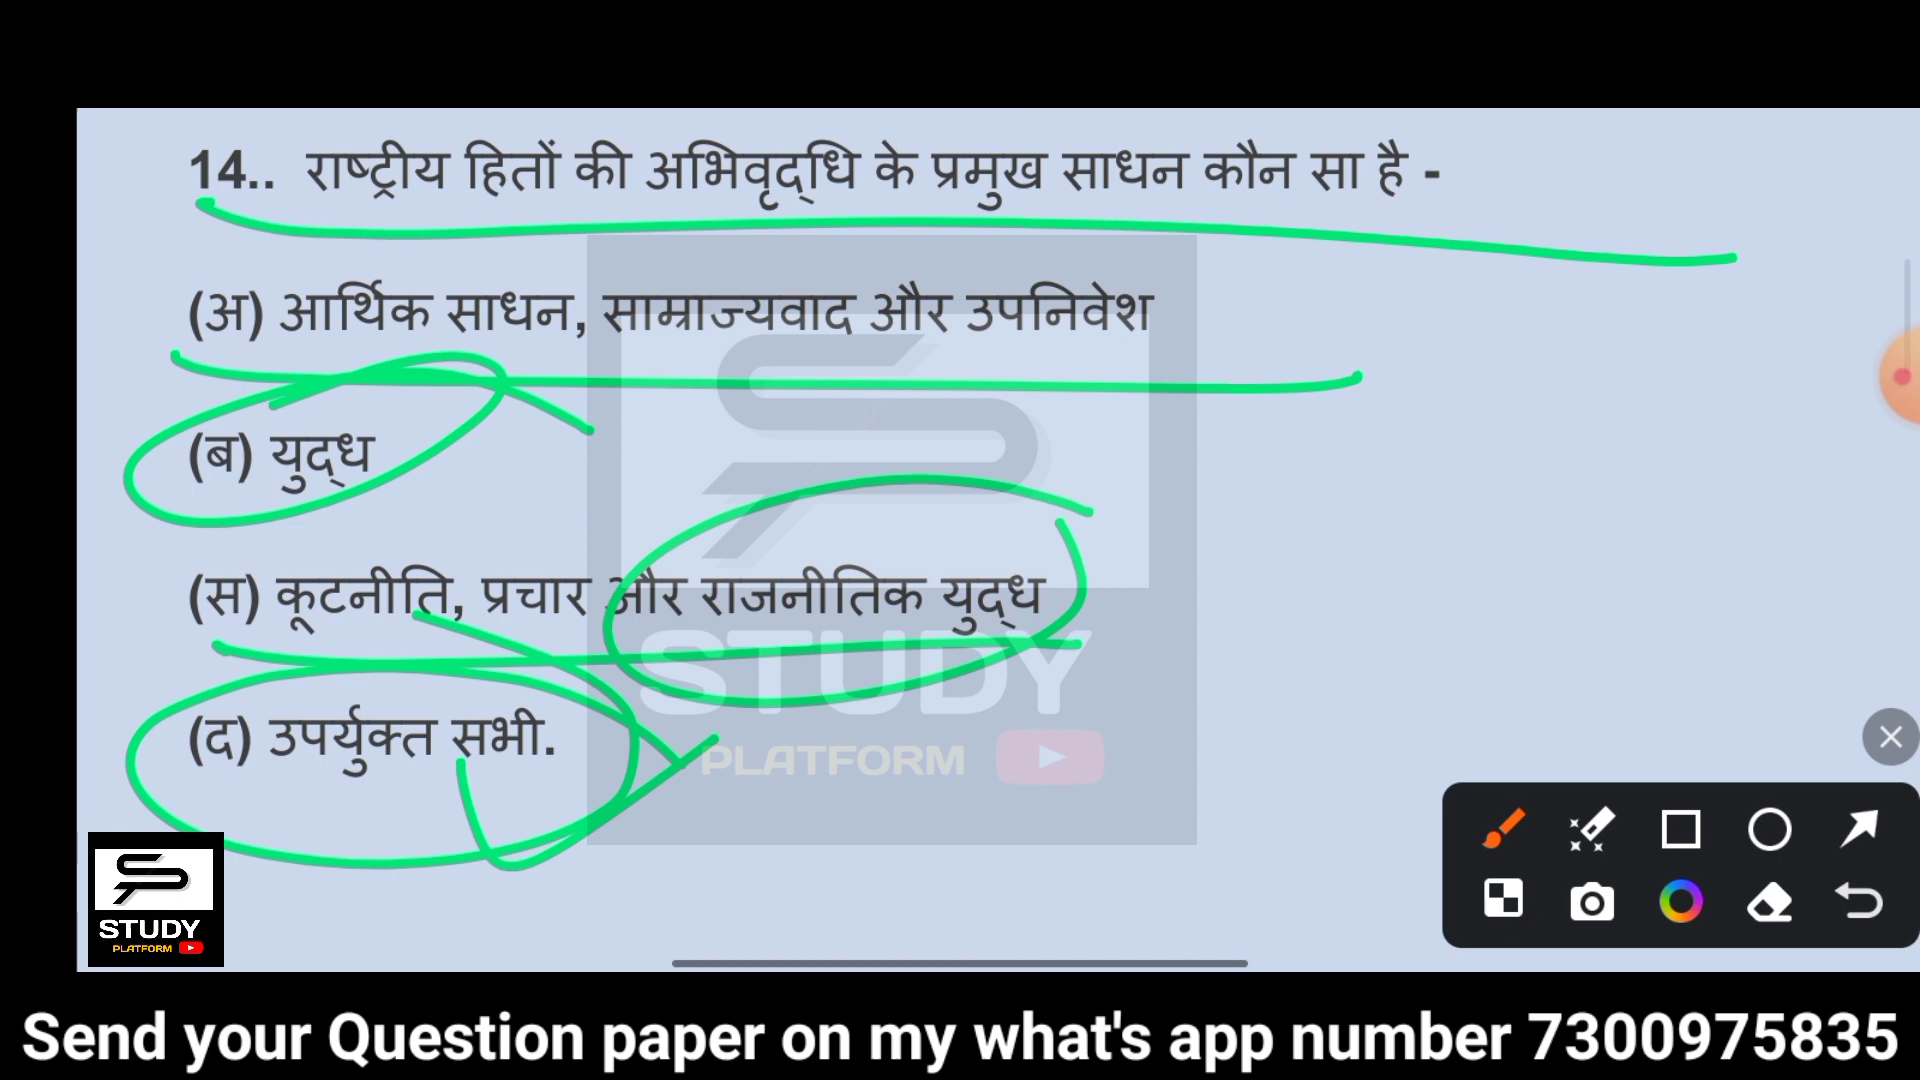 14.. राष्ट्रीय हितों की अभिवृद्धि के प्रमुख साधन कौन सा है -
(अ) आर्थिक साधन, साम्राज्यवाद और उपनिवेश
(ब) युद्ध
(स) कूटनीति, प्रचार और राजनीतिक युद्ध
(द) उपर्युक्त सभी.
STUDY
PLATFORM
STUDY
PLATFORM
Send your Question paper on my what's app number 7300975835